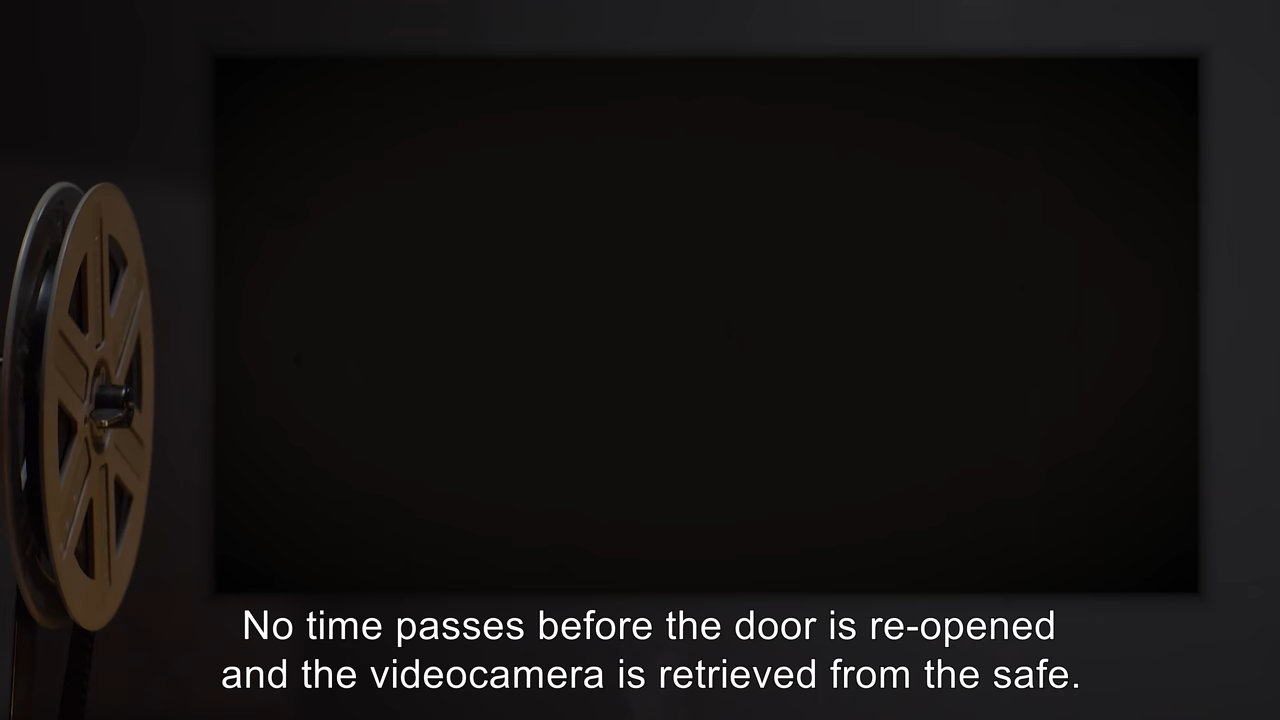 No time passes before the door is re-opened
and the videocamera is retrieved from the safe.